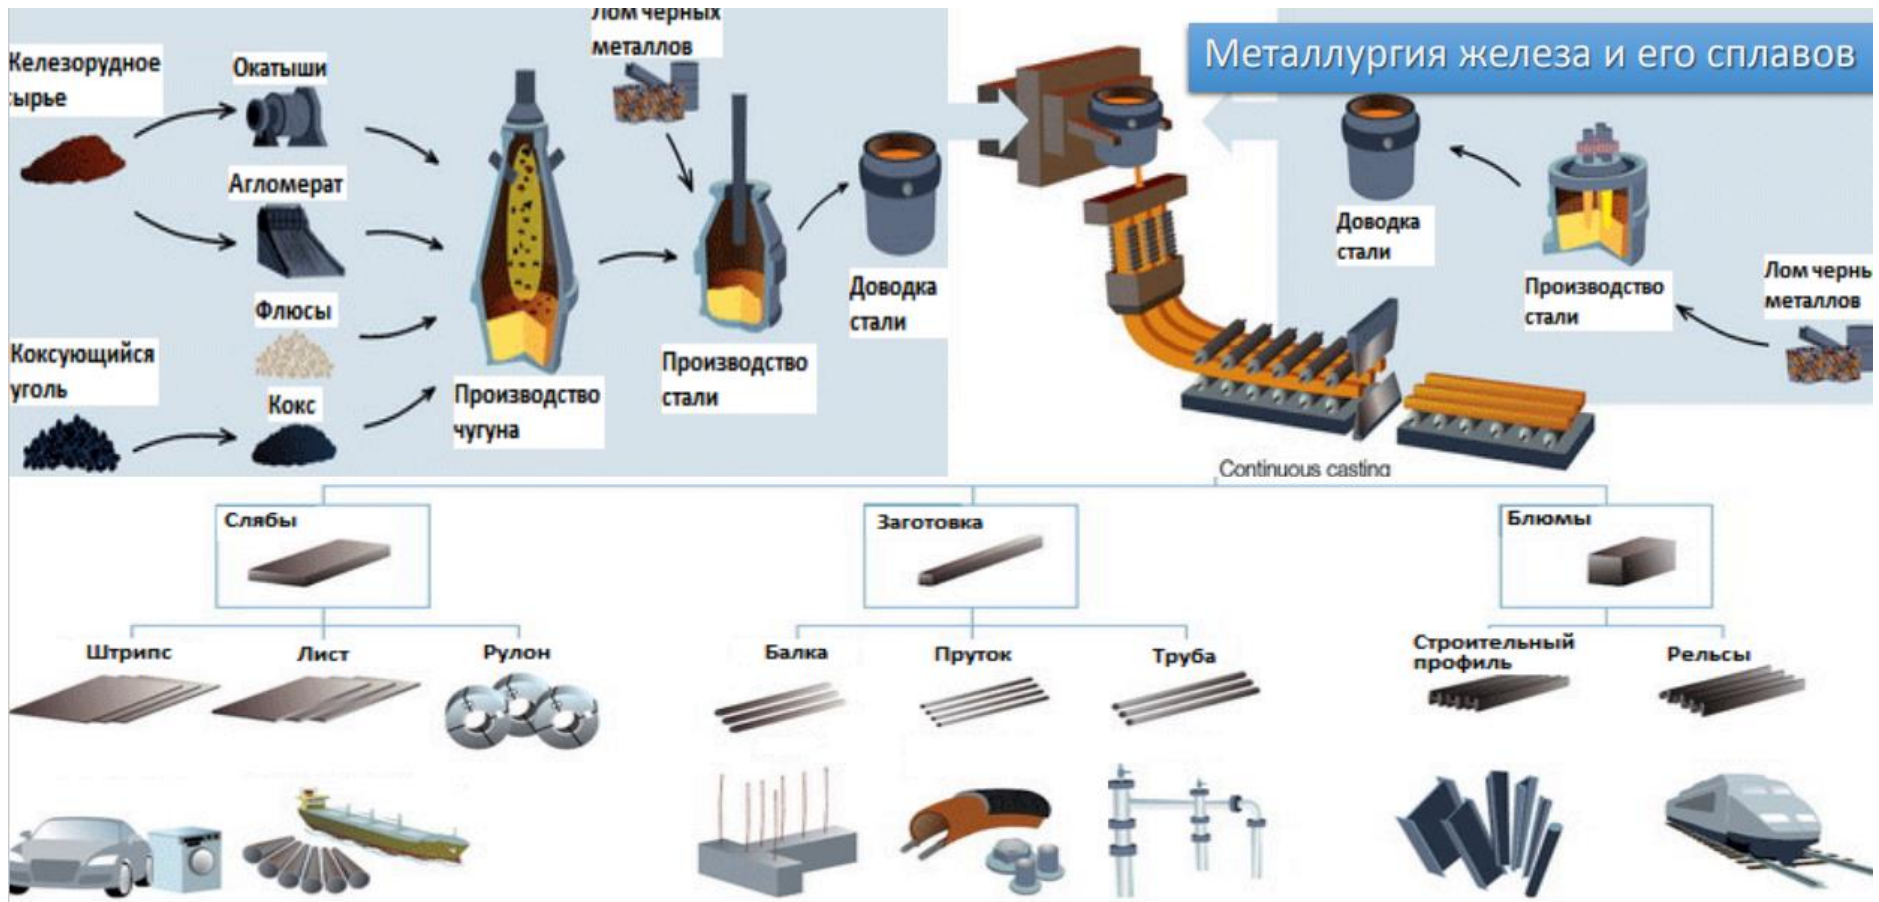 Металлургия железа и его сплавов
Железорудное
сырье
Окатыши
Лом черных
металлов
Агломерат
Флюсы
Коксующийся
уголь
Кокс
Производство
чугуна
Производство
стали
Доводка
стали
Доводка
стали
Производство
стали
Лом черны
металлов
Continuous casting
Слябы
Заготовка
Блюмы
Штрипс
Лист
Рулон
Балка
Пруток
Труба
Строительный
профиль
Рельсы